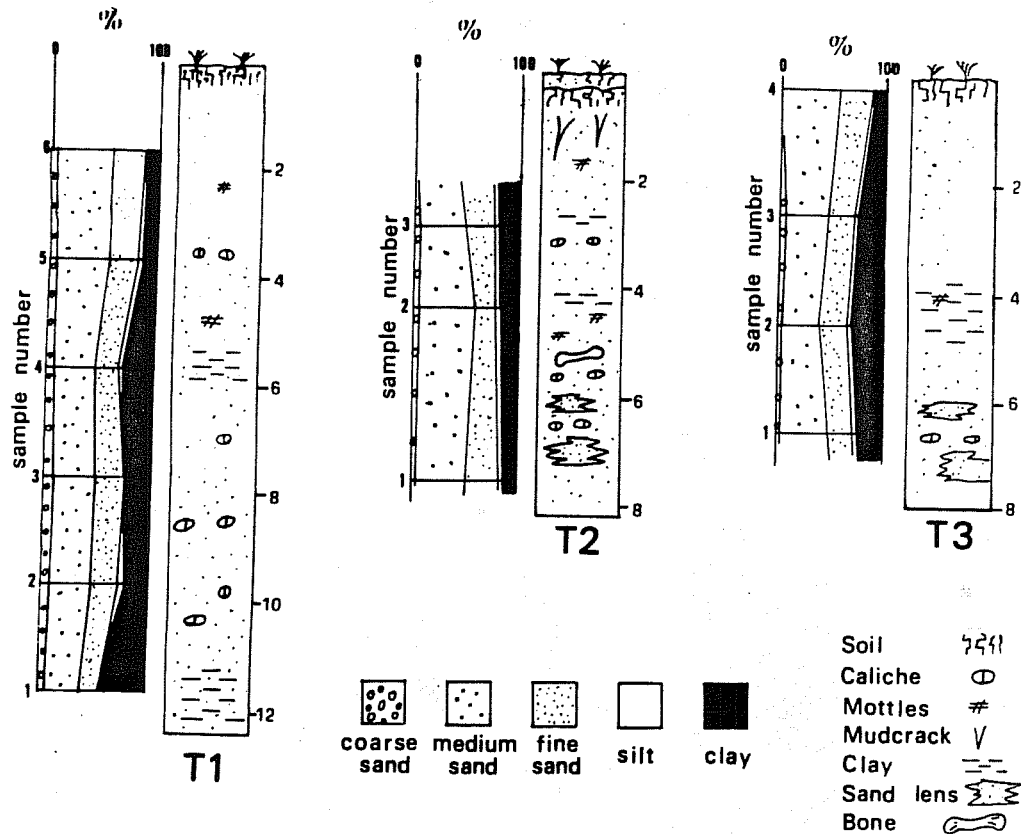 %
0
100
6
5
4
3
2
1
sample number
2
4
6
8
10
12
T1
%
0
100
3
2
1
sample number
2
4
6
8
T2
%
0
100
4
3
2
1
sample number
2
4
6
8
T3
coarse sand
medium sand
fine sand
silt
clay
Soil
Caliche
Mottles
Mudcrack
Clay
Sand lens
Bone